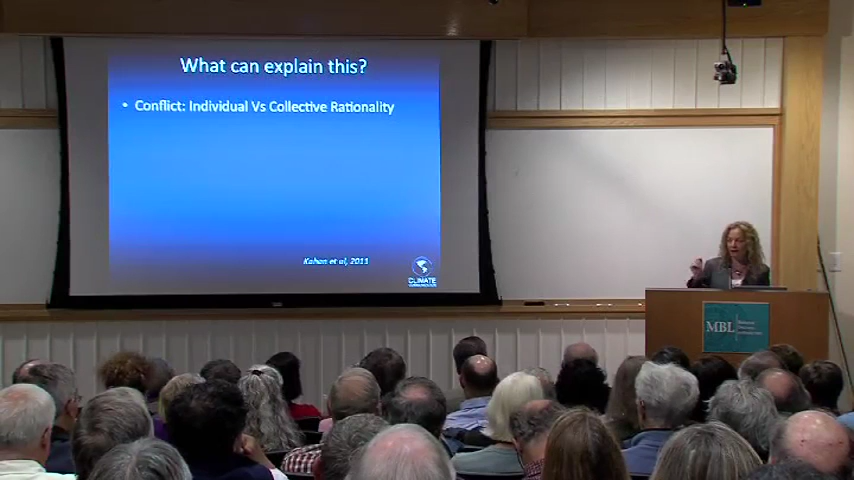 What can explain this?
• Conflict: Individual Vs Collective Rationality
Kahan et al, 2011
CLIMATE
MBL